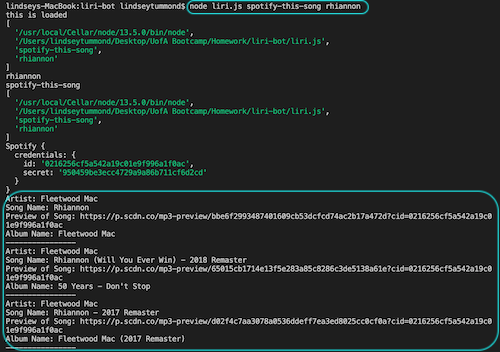 lindseys-MacBook:liri-bot lindseytummond$ node liri.js spotify-this-song rhiannon
this is loaded
[
'/usr/local/Cellar/node/13.5.0/bin/node',
'/Users/lindseytummond/Desktop/UofA Bootcamp/Homework/liri-bot/liri.js',
'spotify-this-song',
'rhiannon'
]
rhiannon
spotify-this-song
[
'/usr/local/Cellar/node/13.5.0/bin/node',
'/Users/lindseytummond/Desktop/UofA Bootcamp/Homework/liri-bot/liri.js',
'spotify-this-song',
'rhiannon'
]
Spotify {
credentials: {
id: '0216256cf5a542a19c01e9f996a1f0ac',
secret: '950459be3ecc4729a9a86b711cf6d2cd'
}
}
Artist: Fleetwood Mac
Song Name: Rhiannon
Preview of Song: https://p.scdn.co/mp3-preview/bbe6f2993487401609cb53dcfcd74ac2b17a472d?cid=0216256cf5a542a19c0
1e9f996a1f0ac
Album Name: Fleetwood Mac
----------------
Artist: Fleetwood Mac
Song Name: Rhiannon (Will You Ever Win) - 2018 Remaster
Preview of Song: https://p.scdn.co/mp3-preview/65015cb1714e13f5e283a85c8286c3de5138a61e?cid=0216256cf5a542a19c0
1e9f996a1f0ac
Album Name: 50 Years - Don't Stop
----------------
Artist: Fleetwood Mac
Song Name: Rhiannon - 2017 Remaster
Preview of Song: https://p.scdn.co/mp3-preview/d02f4c7aa3078a0536ddeff7ea3ed8025cc0cf0a?cid=0216256cf5a542a19c0
1e9f996a1f0ac
Album Name: Fleetwood Mac (2017 Remaster)
----------------